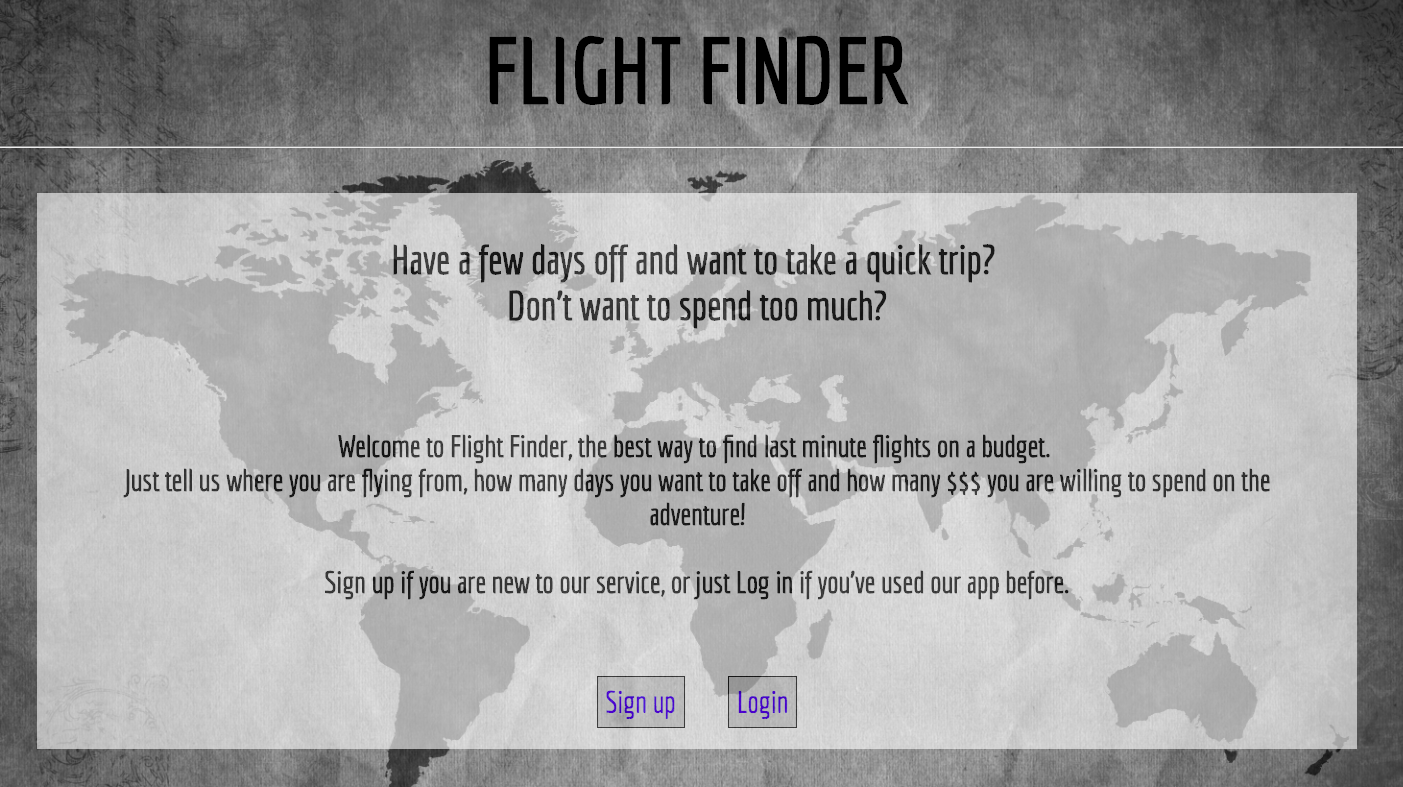 FLIGHT FINDER
Have a few days off and want to take a quick trip?
Don't want to spend too much?
Welcome to Flight Finder, the best way to find last minute flights on a budget.
Just tell us where you are flying from, how many days you want to take off and how many $$$ you are willing to spend on the
adventure!
Sign up if you are new to our service, or just Log in if you've used our app before.
Sign up
Login